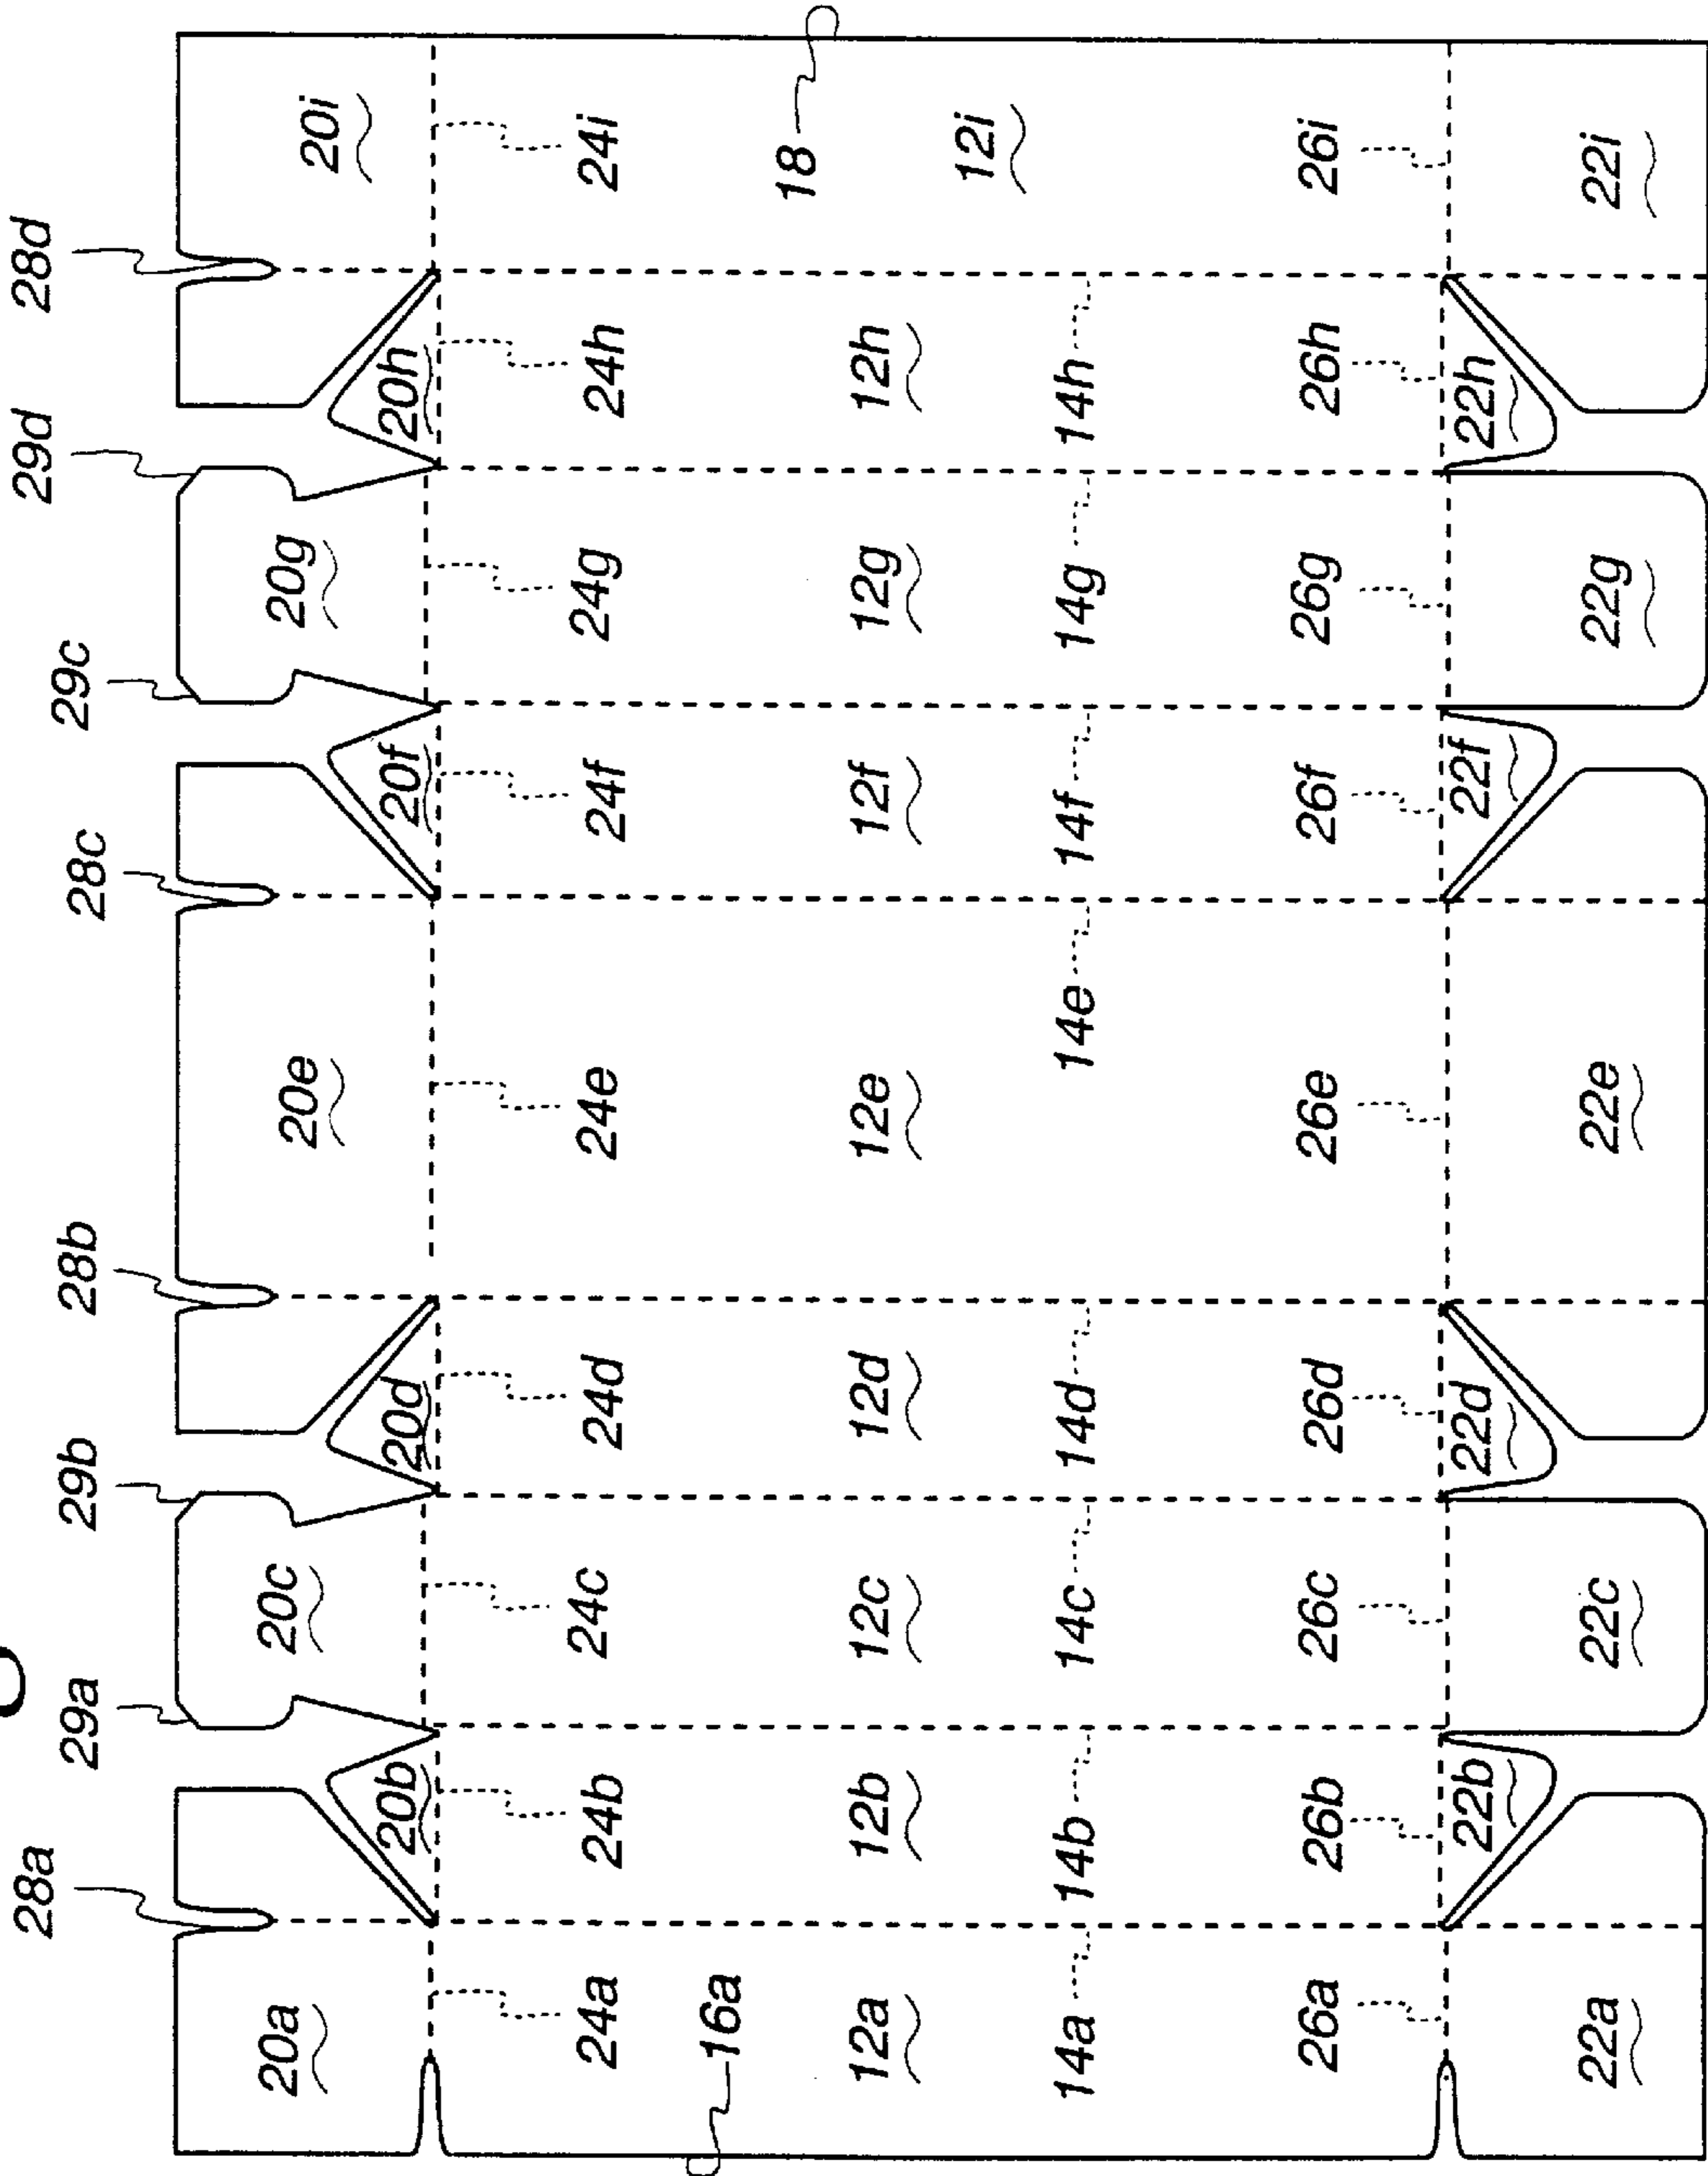 28a 29a 29b 28b 28c 29c 29d 28d
20a 20c 20e 20g 20i
20b 20d 20f 20h
24a 24b 24c 24d 24e 24f 24g 24h 24i
16a 18
12a 12b 12c 12d 12e 12f 12g 12h 12i
14a 14b 14c 14d 14e 14f 14g 14h
26a 26b 26c 26d 26e 26f 26g 26h 26i
22b 22d 22f 22h
22a 22c 22e 22g 22i